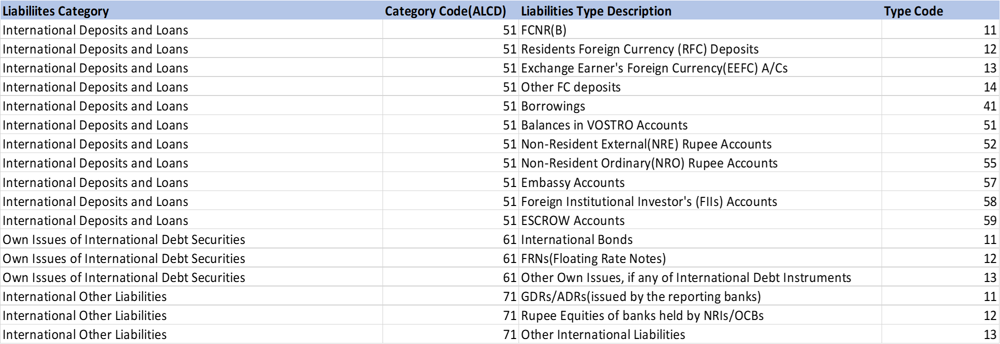 Liabiliites Category Category Code(ALCD) Liabilities Type Description Type Code
International Deposits and Loans 51 FCNR(B) 11
International Deposits and Loans 51 Residents Foreign Currency (RFC) Deposits 12
International Deposits and Loans 51 Exchange Earner's Foreign Currency(EEFC) A/Cs 13
International Deposits and Loans 51 Other FC deposits 14
International Deposits and Loans 51 Borrowings 41
International Deposits and Loans 51 Balances in VOSTRO Accounts 51
International Deposits and Loans 51 Non-Resident External(NRE) Rupee Accounts 52
International Deposits and Loans 51 Non-Resident Ordinary(NRO) Rupee Accounts 55
International Deposits and Loans 51 Embassy Accounts 57
International Deposits and Loans 51 Foreign Institutional Investor's (FIIs) Accounts 58
International Deposits and Loans 51 ESCROW Accounts 59
Own Issues of International Debt Securities 61 International Bonds 11
Own Issues of International Debt Securities 61 FRNs(Floating Rate Notes) 12
Own Issues of International Debt Securities 61 Other Own Issues, if any of International Debt Instruments 13
International Other Liabilities 71 GDRs/ADRs(issued by the reporting banks) 11
International Other Liabilities 71 Rupee Equities of banks held by NRIs/OCBs 12
International Other Liabilities 71 Other International Liabilities 13